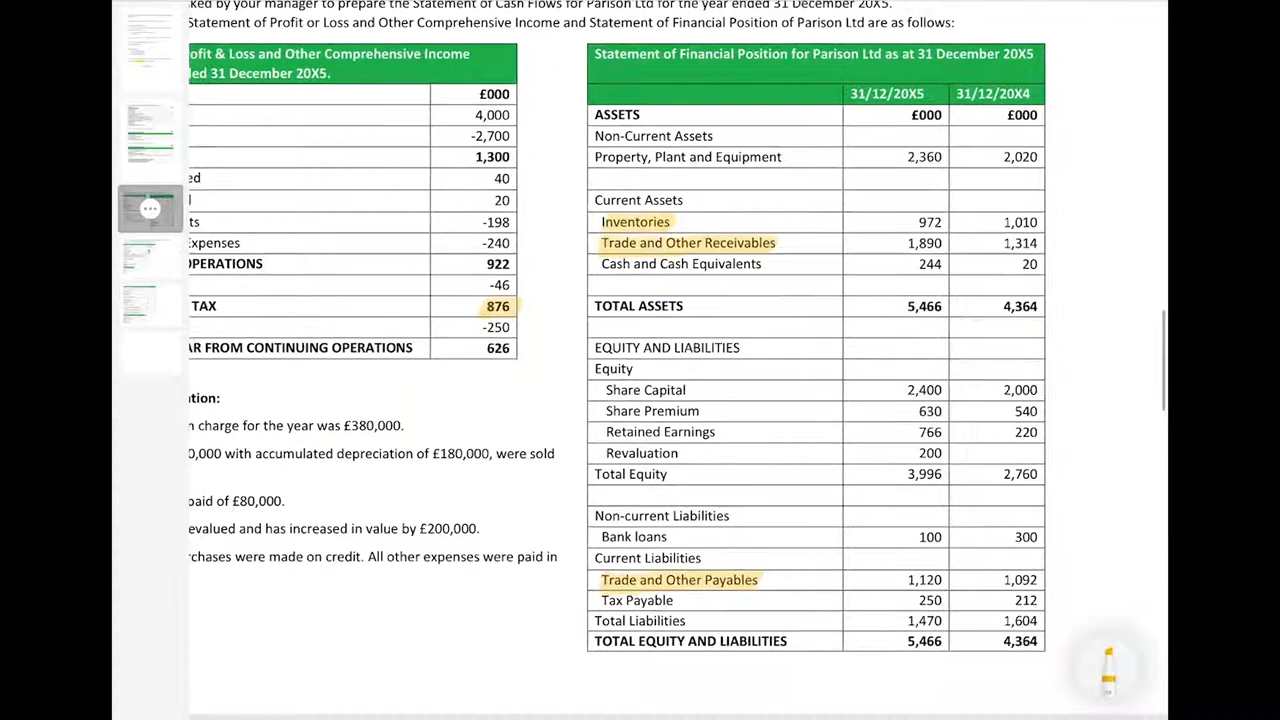 ked by your manager to prepare the Statement of Cash Flows for Parish Ltd for the year ended 31 December 20X5.
Statement of Profit or Loss and Other Comprehensive Income and Statement of Financial Position of Parish Ltd are as follows:
ofit or Loss and Other Comprehensive Income
ded 31 December 20X5.
£000
4,000
-2,700
1,300
ed 40
20
ts -198
Expenses -240
OPERATIONS 922
-46
TAX 876
-250
AR FROM CONTINUING OPERATIONS 626
tion:
n charge for the year was £380,000.
0,000 with accumulated depreciation of £180,000, were sold
paid of £80,000.
evalued and has increased in value by £200,000.
rchases were made on credit. All other expenses were paid in
Statement of Financial Position for Parish Ltd as at 31 December 20X5
31/12/20X5 31/12/20X4
ASSETS £000 £000
Non-Current Assets
Property, Plant and Equipment 2,360 2,020
Current Assets
Inventories 972 1,010
Trade and Other Receivables 1,890 1,314
Cash and Cash Equivalents 244 20
TOTAL ASSETS 5,466 4,364
EQUITY AND LIABILITIES
Equity
Share Capital 2,400 2,000
Share Premium 630 540
Retained Earnings 766 220
Revaluation 200
Total Equity 3,996 2,760
Non-current Liabilities
Bank loans 100 300
Current Liabilities
Trade and Other Payables 1,120 1,092
Tax Payable 250 212
Total Liabilities 1,470 1,604
TOTAL EQUITY AND LIABILITIES 5,466 4,364